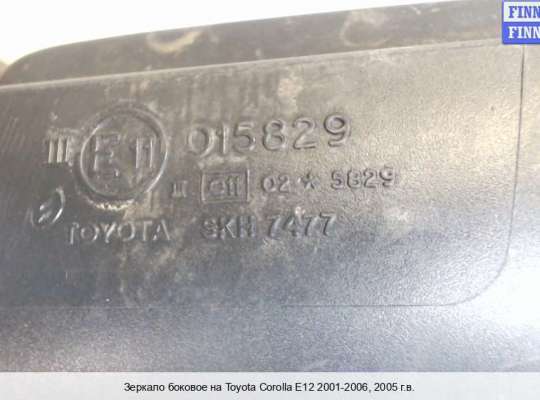 FINN
FINN
III E11 015829
II e11 02 * 5829
TOYOTA SKH 7477
Зеркало боковое на Toyota Corolla E12 2001-2006, 2005 г.в.